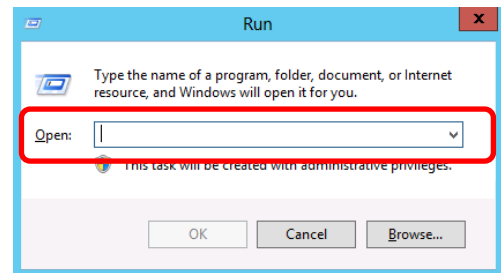 Run
x
Type the name of a program, folder, document, or Internet
resource, and Windows will open it for you.
Open:
This task will be created with administrative privileges.
OK
Cancel
Browse...